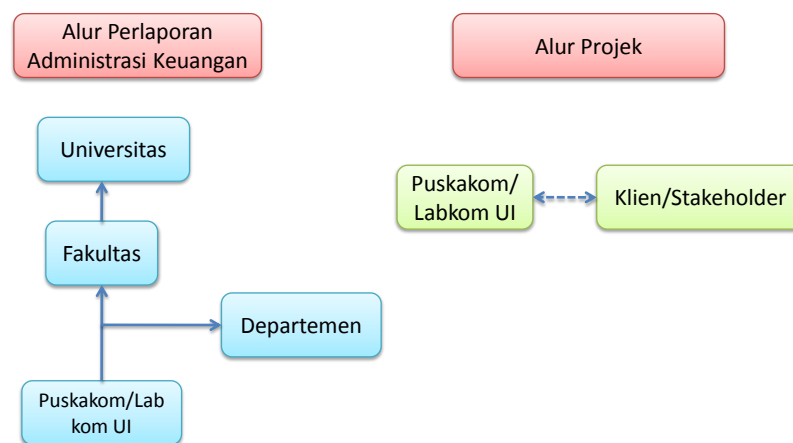 Alur Perlaporan
Administrasi Keuangan
Alur Projek
Universitas
Puskakom/
Labkom UI
Klien/Stakeholder
Fakultas
Departemen
Puskakom/Lab
kom UI